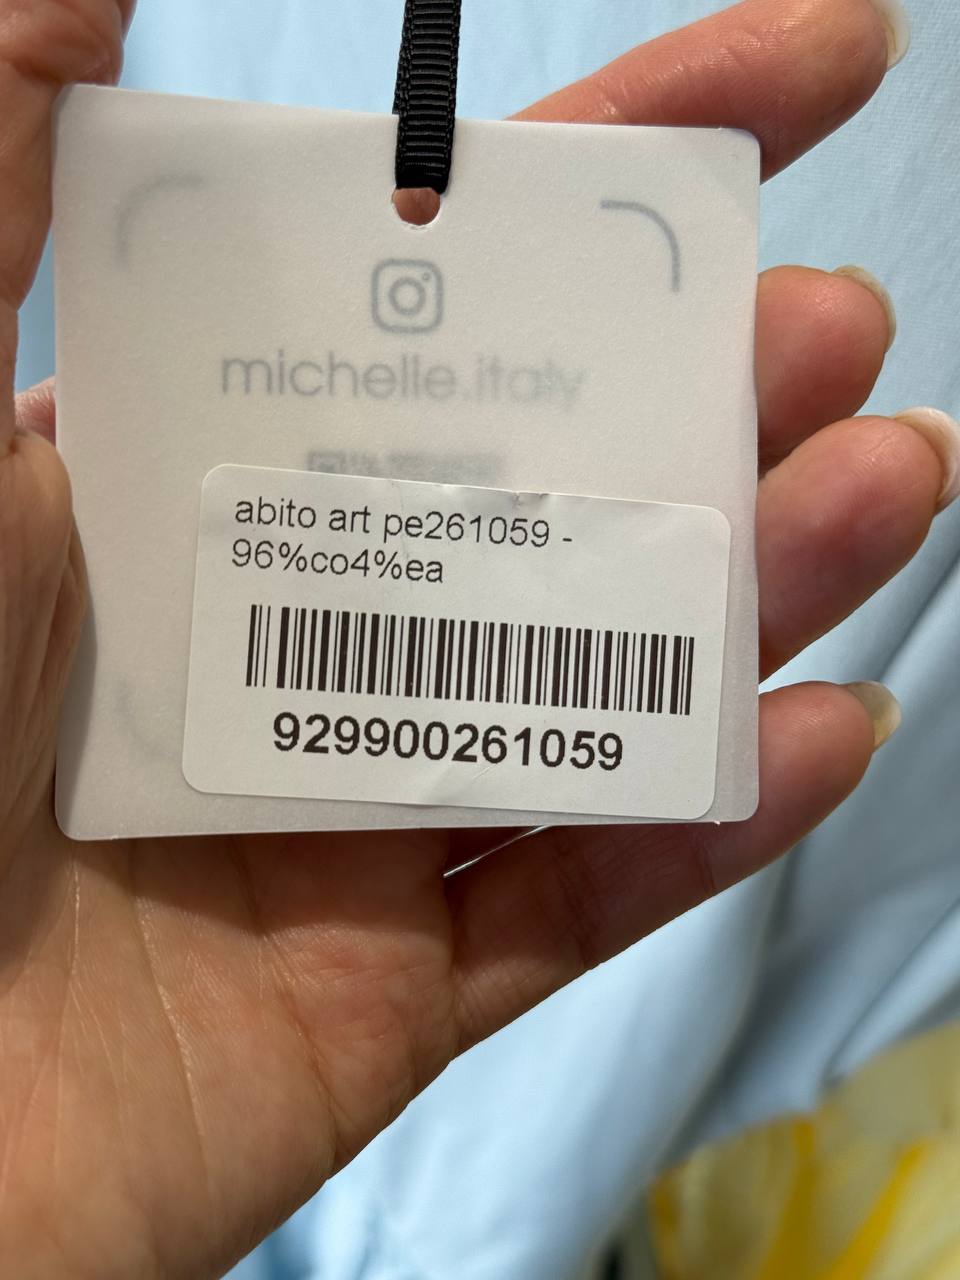 michelle.italy
abito art pe261059 -
96%co4%ea
929900261059